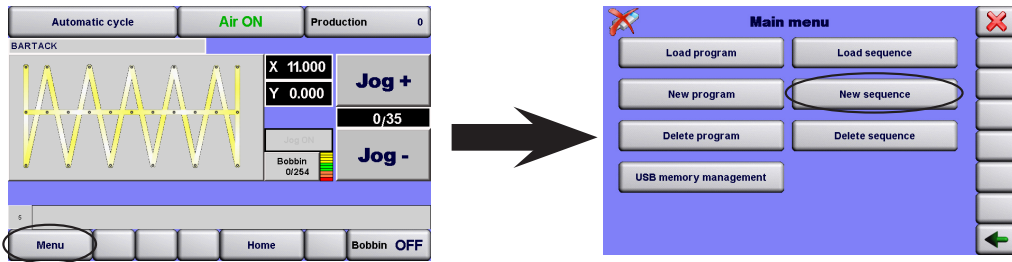 Automatic cycle
Air ON
Production 0
BARTACK
X 11.000
Y 0.000
Jog +
0/35
Jog ON
Bobbin
0/254
Jog -
s
Menu
Home
Bobbin OFF
Main menu
Load program
Load sequence
New program
New sequence
Delete program
Delete sequence
USB memory management